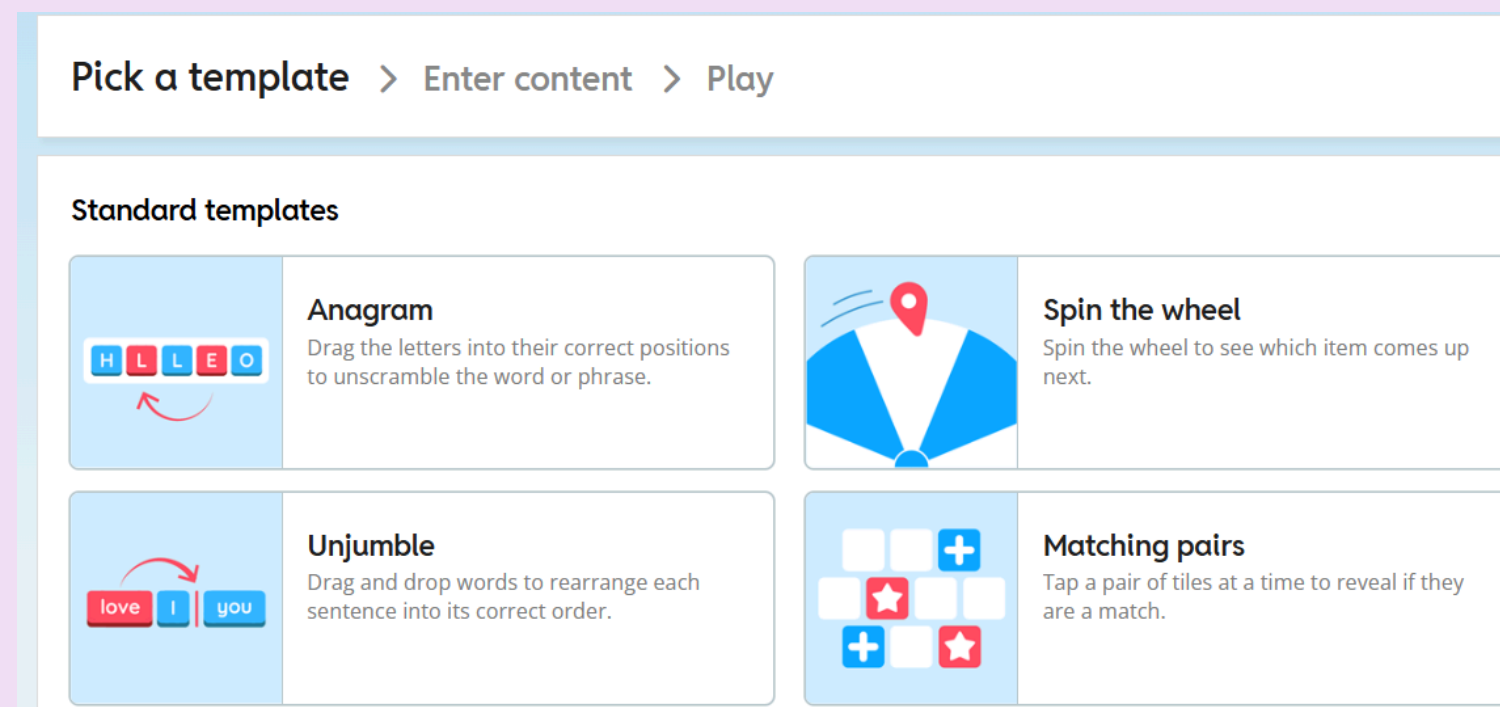 Pick a template > Enter content > Play
Standard templates
Anagram
Drag the letters into their correct positions
to unscramble the word or phrase.
H L L E O
Spin the wheel
Spin the wheel to see which item comes up
next.
Unjumble
Drag and drop words to rearrange each
sentence into its correct order.
love I you
Matching pairs
Tap a pair of tiles at a time to reveal if they
are a match.